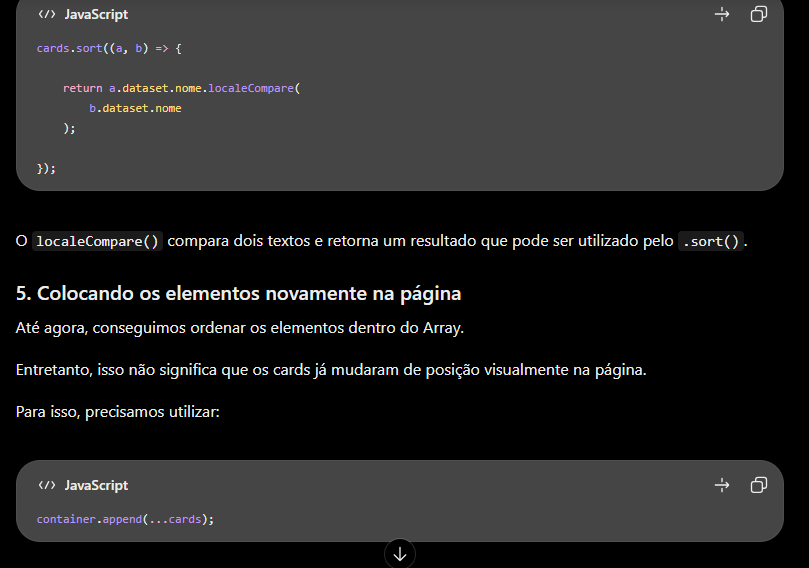 </> JavaScript
cards.sort((a, b) => {
    return a.dataset.nome.localeCompare(
        b.dataset.nome
    );
});
O localeCompare() compara dois textos e retorna um resultado que pode ser utilizado pelo .sort().
5. Colocando os elementos novamente na página
Até agora, conseguimos ordenar os elementos dentro do Array.
Entretanto, isso não significa que os cards já mudaram de posição visualmente na página.
Para isso, precisamos utilizar:
</> JavaScript
container.append(...cards);